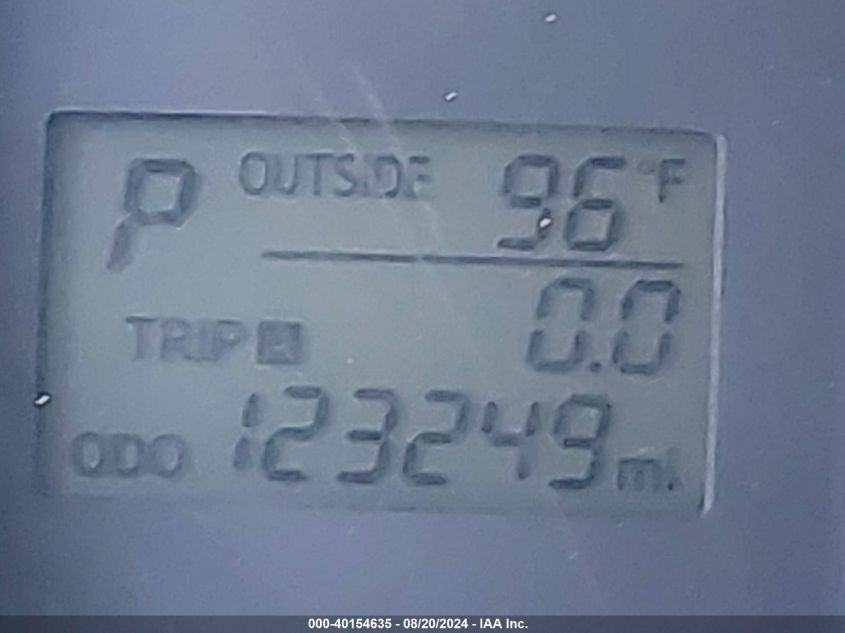 P OUTSIDE 96°F
TRIP A 0.0
ODO 123249 mi.
000-40154635 - 08/20/2024 - IAA Inc.